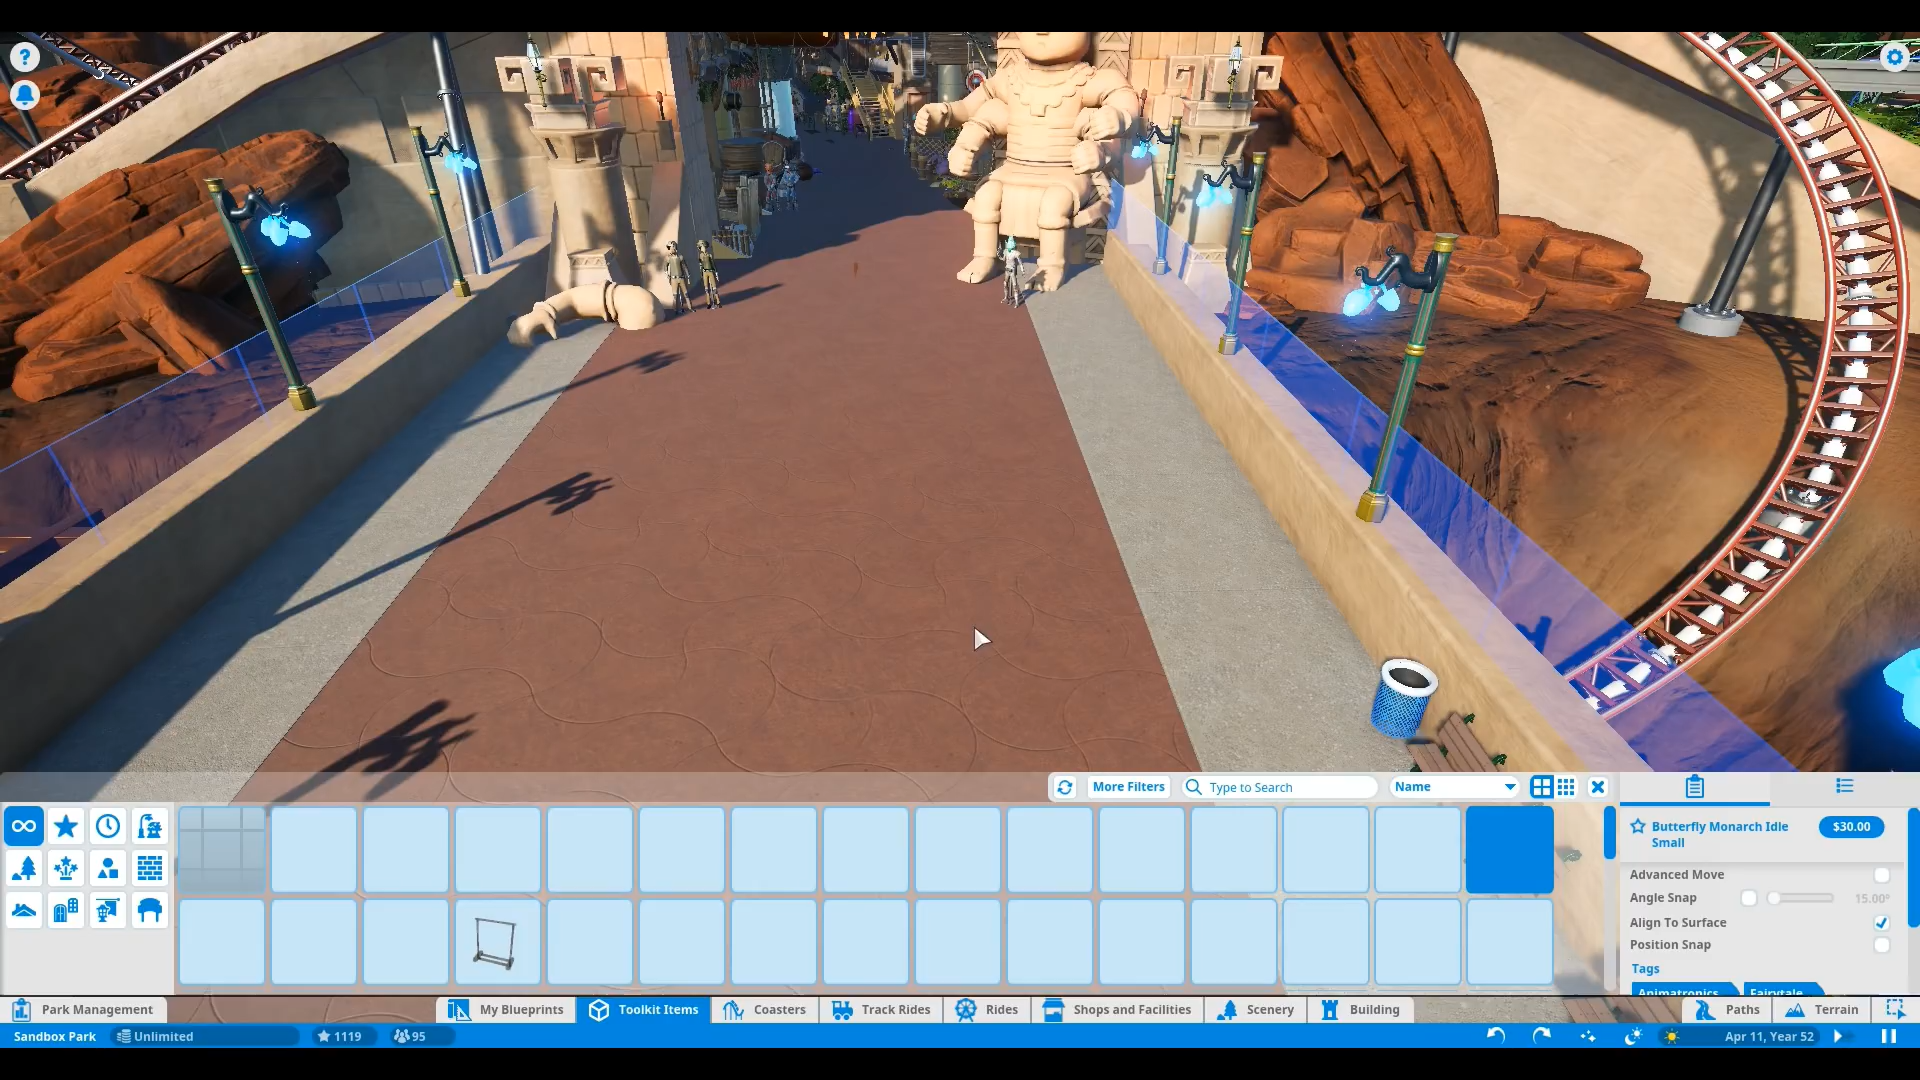 ?
More Filters
Type to Search
Name
Butterfly Monarch Idle
Small
$30.00
Advanced Move
Angle Snap
15.00°
Align To Surface
Position Snap
Tags
Animatronics
Fairytale
Park Management
My Blueprints
Toolkit Items
Coasters
Track Rides
Rides
Shops and Facilities
Scenery
Building
Paths
Terrain
Sandbox Park
Unlimited
1119
95
Apr 11, Year 52